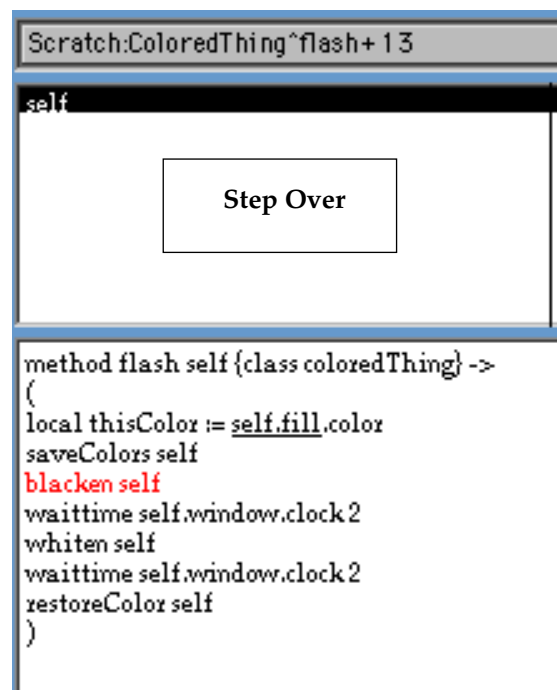 Scratch:ColoredThing^flash+ 13
self
Step Over
method flash self {class coloredThing} ->
(
local thisColor := self.fill.color
saveColors self
blacken self
waittime self.window.clock 2
whiten self
waittime self.window.clock 2
restoreColor self
)